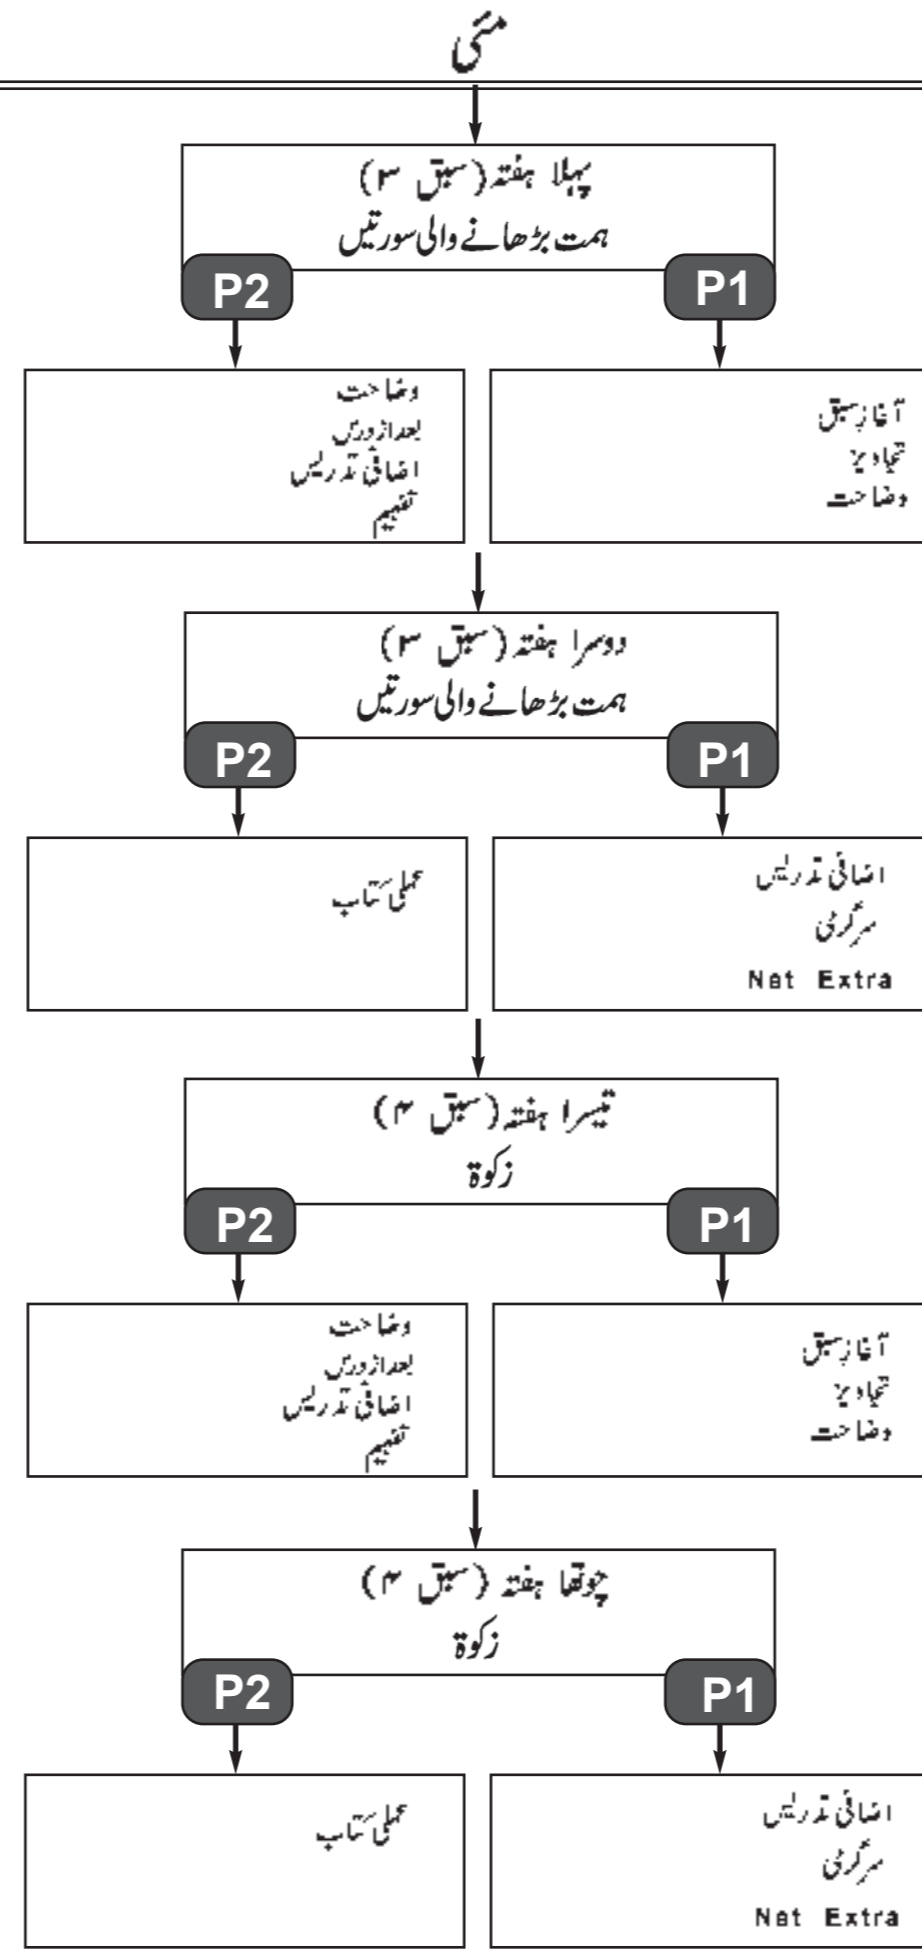 مئی
پہلا ہفتہ (سبق ۳)
ہمت بڑھانے والی سورتیں
P1
P2
آغازِ سبق
تجاویز
وضاحت
وضاحت
بعد از درس
اضافی تدریس
تفہیم
دوسرا ہفتہ (سبق ۳)
ہمت بڑھانے والی سورتیں
P1
P2
اضافی تدریس
سرگرمی
Net Extra
عملی کتاب
تیسرا ہفتہ (سبق ۴)
زکوۃ
P1
P2
آغازِ سبق
تجاویز
وضاحت
وضاحت
بعد از درس
اضافی تدریس
تفہیم
چوتھا ہفتہ (سبق ۴)
زکوۃ
P1
P2
اضافی تدریس
سرگرمی
Net Extra
عملی کتاب